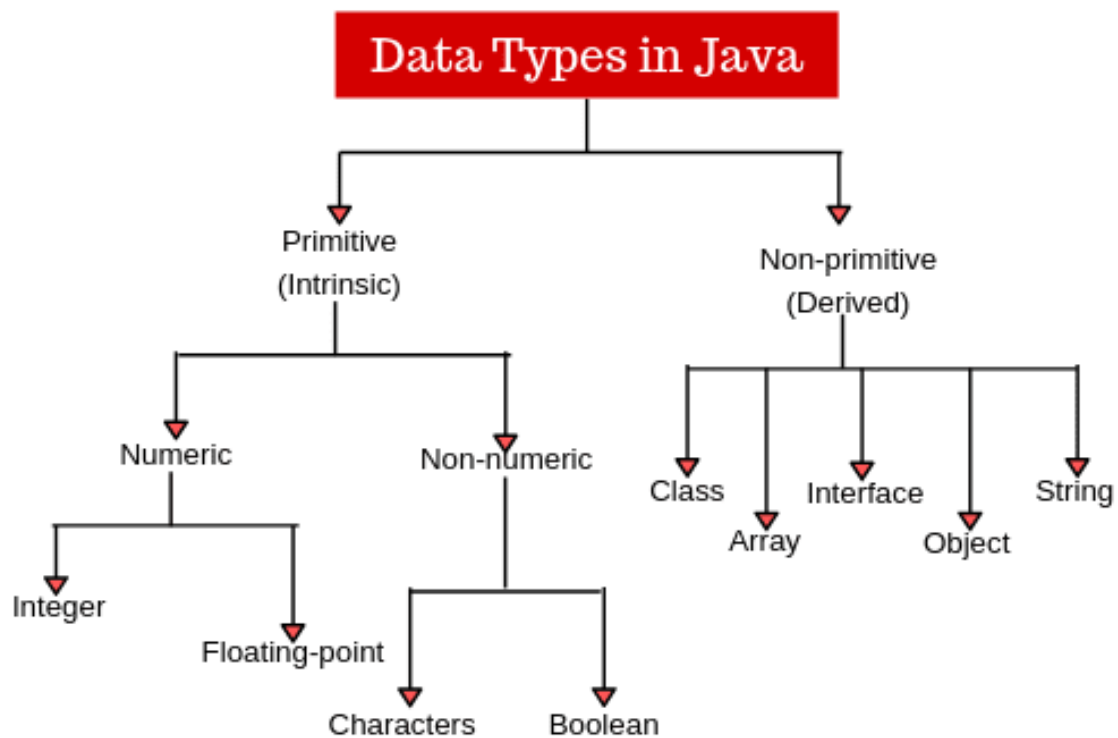 Data Types in Java
Primitive
(Intrinsic)
Non-primitive
(Derived)
Numeric
Non-numeric
Class
Interface
String
Array
Object
Integer
Floating-point
Characters
Boolean